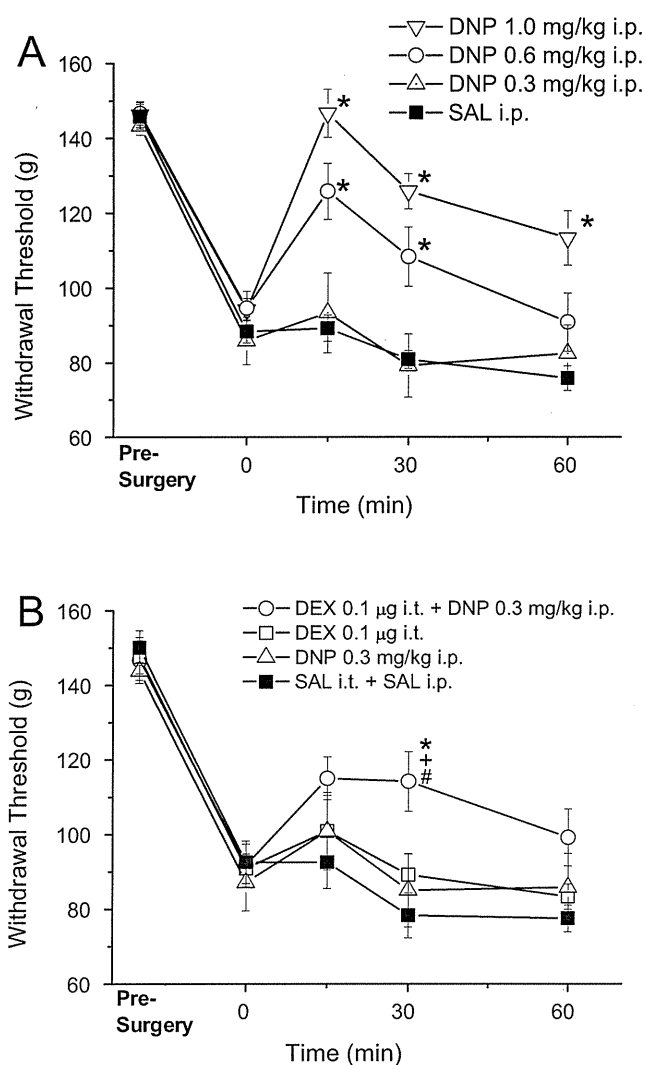 A
DNP 1.0 mg/kg i.p.
DNP 0.6 mg/kg i.p.
DNP 0.3 mg/kg i.p.
SAL i.p.
160
140
120
100
80
60
Withdrawal Threshold (g)
*
*
*
*
*
Pre-
Surgery
0
30
60
Time (min)
B
DEX 0.1 μg i.t. + DNP 0.3 mg/kg i.p.
DEX 0.1 μg i.t.
DNP 0.3 mg/kg i.p.
SAL i.t. + SAL i.p.
160
140
120
100
80
60
Withdrawal Threshold (g)
*
+
#
Pre-
Surgery
0
30
60
Time (min)